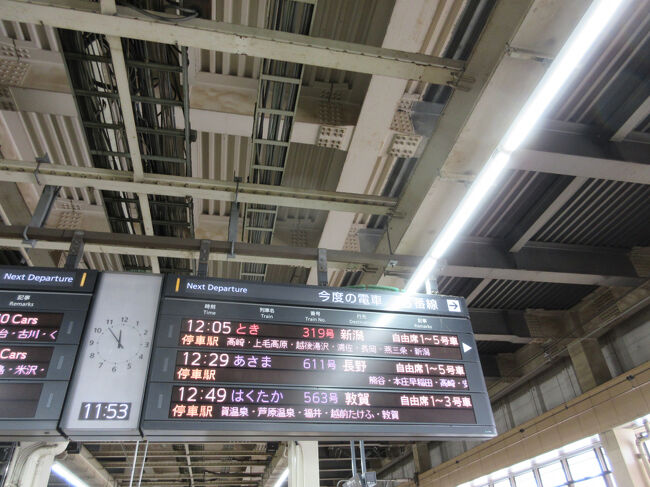 Next Departure
記事
Remarks
0 Cars
台・古川・く
Cars
島・米沢・
11:53
Next Departure
今度の電車
番線
時刻 列車名 番号 行先 記事
Time Train Train No. Remarks
12:05 とき 319号 新潟 自由席1~5号車
停車駅 高崎・上毛高原・越後湯沢・浦佐・長岡・燕三条・新潟
12:29 あさま 611号 長野 自由席1~5号車
停車駅 熊谷・本庄早稲田・高崎・安
12:49 はくたか 563号 敦賀 自由席1~3号車
停車駅 賀温泉・芦原温泉・福井・越前たけふ・敦賀